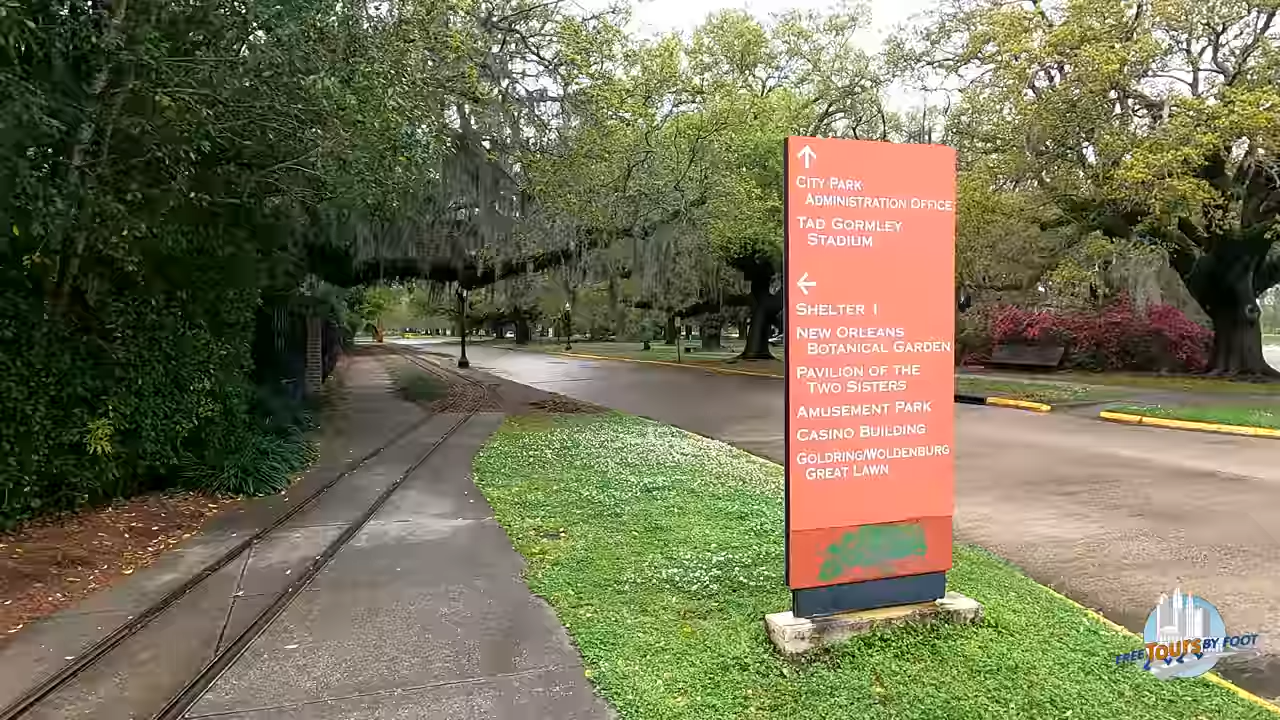 CITY PARK
ADMINISTRATION OFFICE
TAD GORMLEY
STADIUM
SHELTER 1
NEW ORLEANS
BOTANICAL GARDEN
PAVILION OF THE
TWO SISTERS
AMUSEMENT PARK
CASINO BUILDING
GOLDRING/WOLDENBURG
GREAT LAWN
FREE TOURS BY FOOT